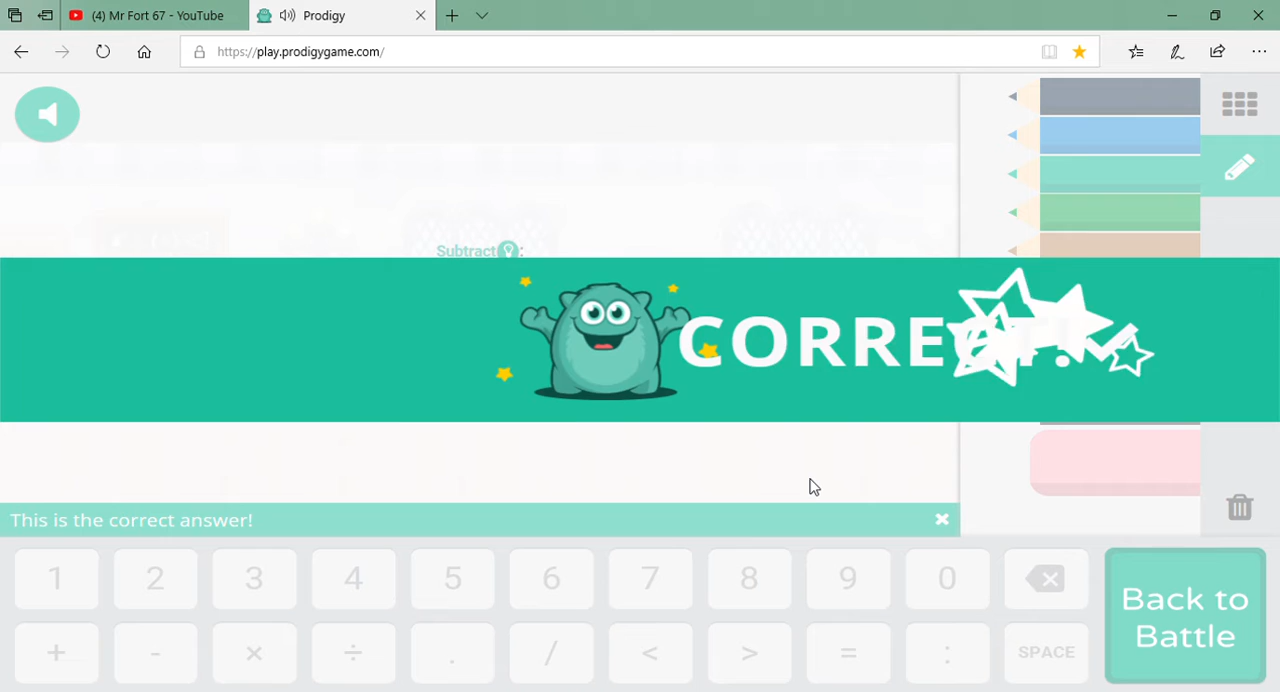 (4) Mr Fort 67 - YouTube
Prodigy
https://play.prodigygame.com/
Subtract:
CORRECT!
This is the correct answer!
1 2 3 4 5 6 7 8 9 0
+ - × ÷ . / < > = : SPACE
Back to
Battle